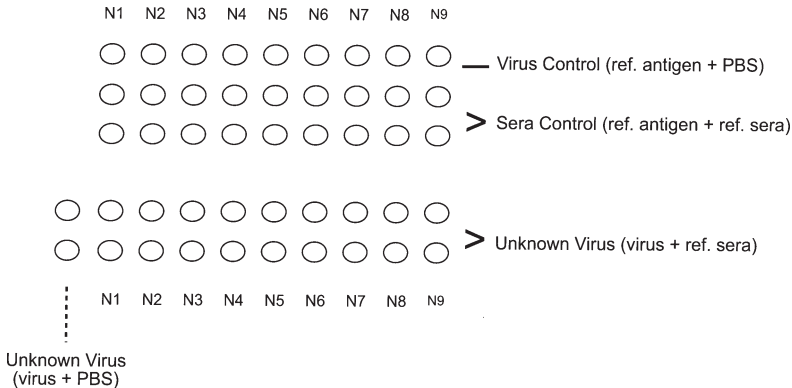 N1 N2 N3 N4 N5 N6 N7 N8 N9
Virus Control (ref. antigen + PBS)
> Sera Control (ref. antigen + ref. sera)
> Unknown Virus (virus + ref. sera)
N1 N2 N3 N4 N5 N6 N7 N8 N9
Unknown Virus
(virus + PBS)